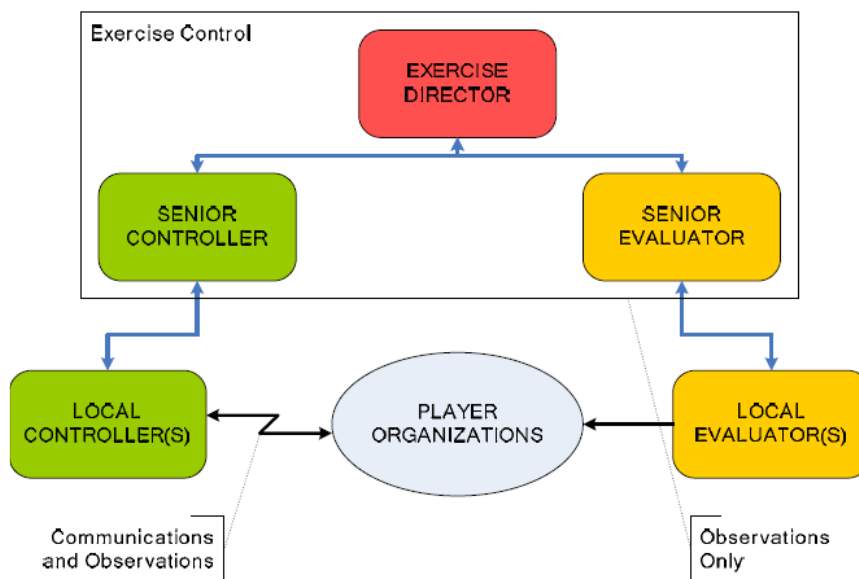 Exercise Control
EXERCISE
DIRECTOR
SENIOR
CONTROLLER
SENIOR
EVALUATOR
LOCAL
CONTROLLER(S)
PLAYER
ORGANIZATIONS
LOCAL
EVALUATOR(S)
Communications
and Observations
Observations
Only